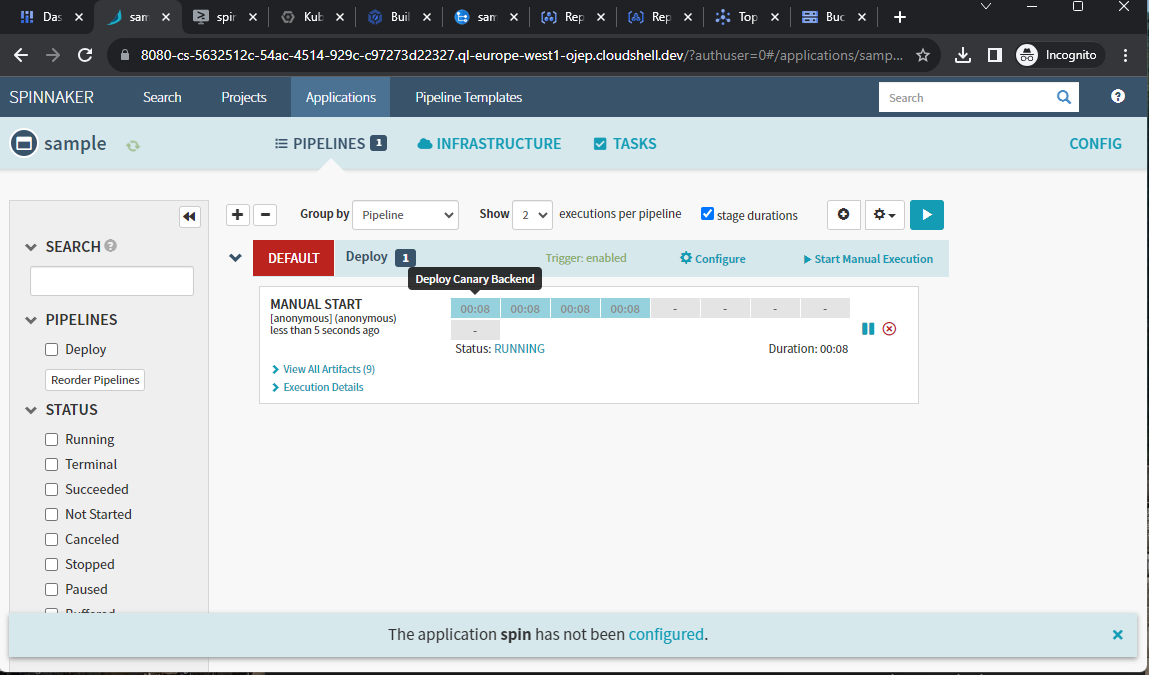 Das
sam
spin
Kub
Buil
sam
Rep
Rep
Top
Buc
8080-cs-5632512c-54ac-4514-929c-c97273d22327.ql-europe-west1-ojep.cloudshell.dev/?authuser=0#/applications/samp...
Incognito
SPINNAKER
Search
Projects
Applications
Pipeline Templates
Search
sample
PIPELINES 1
INFRASTRUCTURE
TASKS
CONFIG
Group by
Pipeline
Show
2
executions per pipeline
stage durations
SEARCH
PIPELINES
Deploy
Reorder Pipelines
STATUS
Running
Terminal
Succeeded
Not Started
Canceled
Stopped
Paused
Buffered
DEFAULT
Deploy 1
Trigger: enabled
Configure
Start Manual Execution
Deploy Canary Backend
MANUAL START
[anonymous] (anonymous)
less than 5 seconds ago
00:08 00:08 00:08 00:08 - - - -
-
Status: RUNNING
Duration: 00:08
View All Artifacts (9)
Execution Details
The application spin has not been configured.